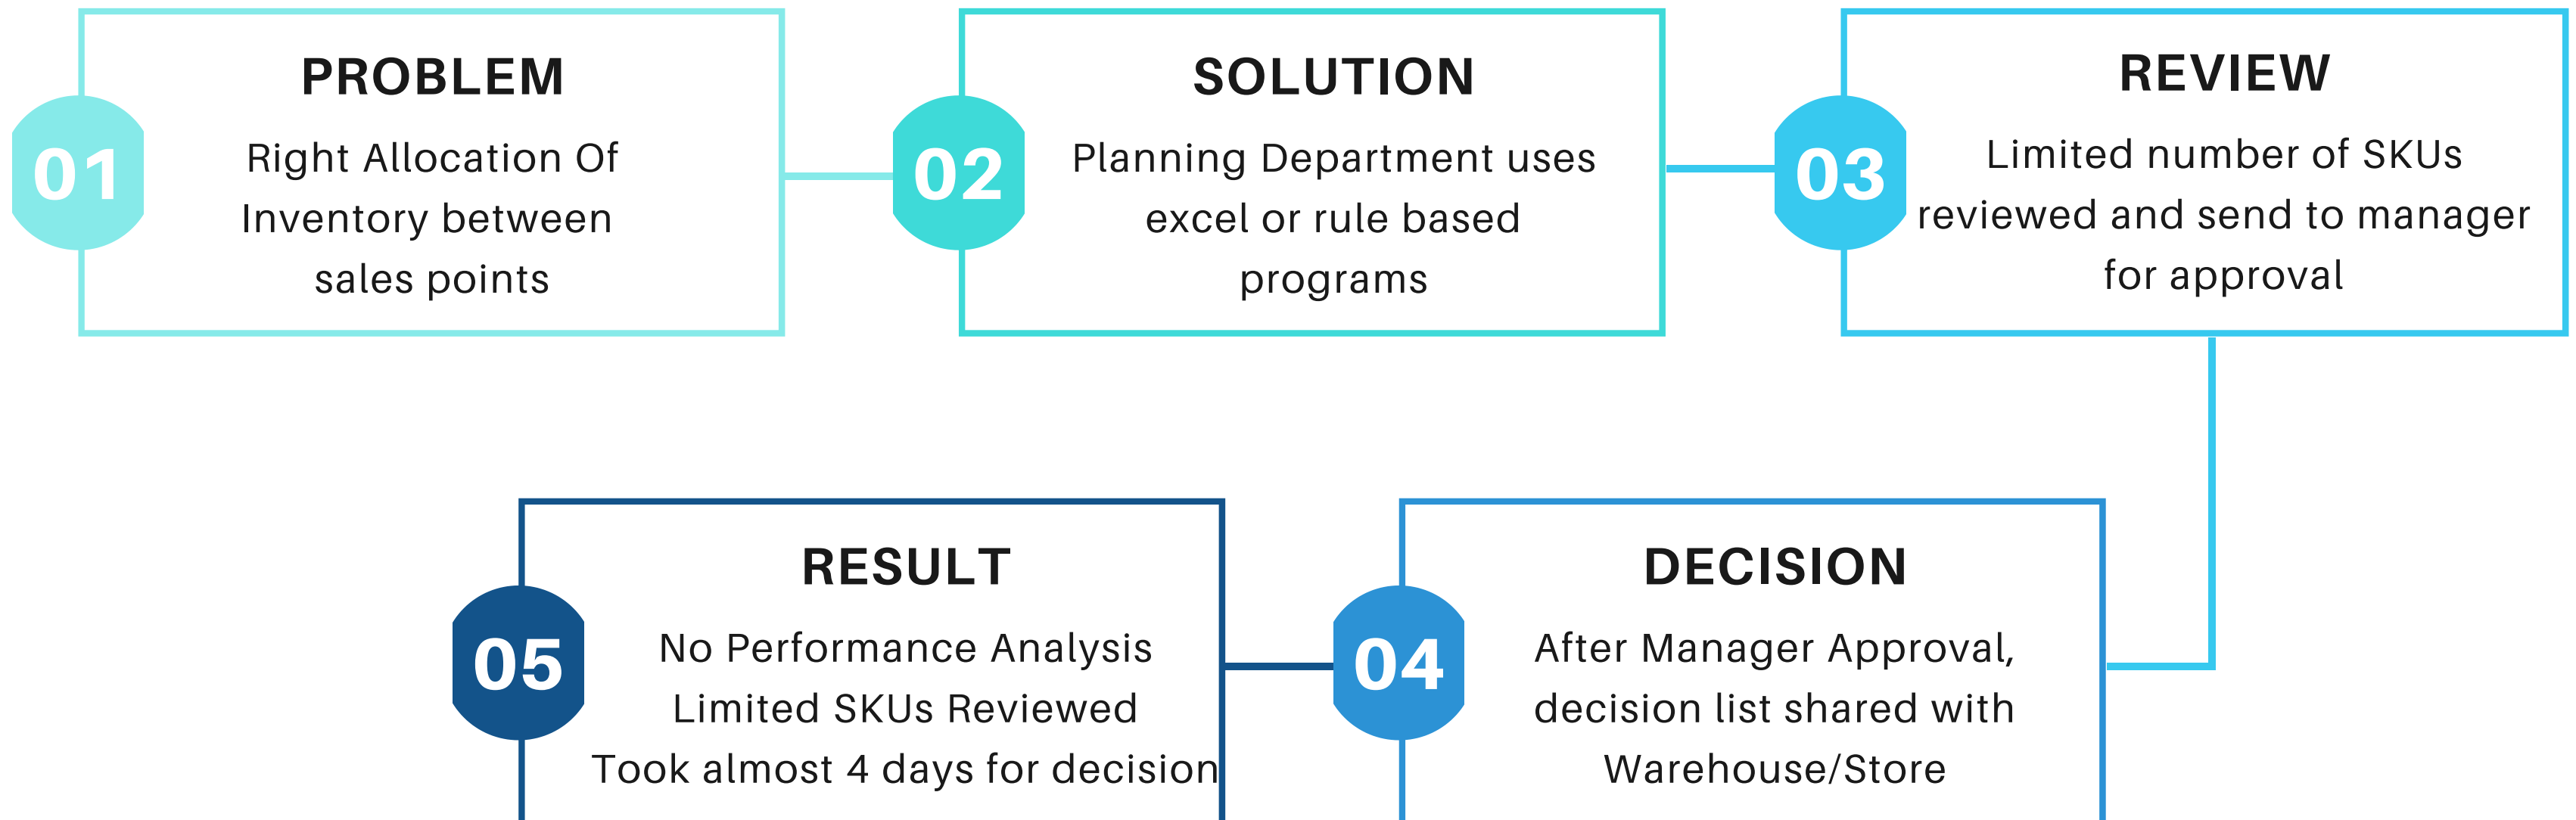 01
PROBLEM
Right Allocation Of
Inventory between
sales points
02
SOLUTION
Planning Department uses
excel or rule based
programs
03
REVIEW
Limited number of SKUs
reviewed and send to manager
for approval
04
DECISION
After Manager Approval,
decision list shared with
Warehouse/Store
05
RESULT
No Performance Analysis
Limited SKUs Reviewed
Took almost 4 days for decision